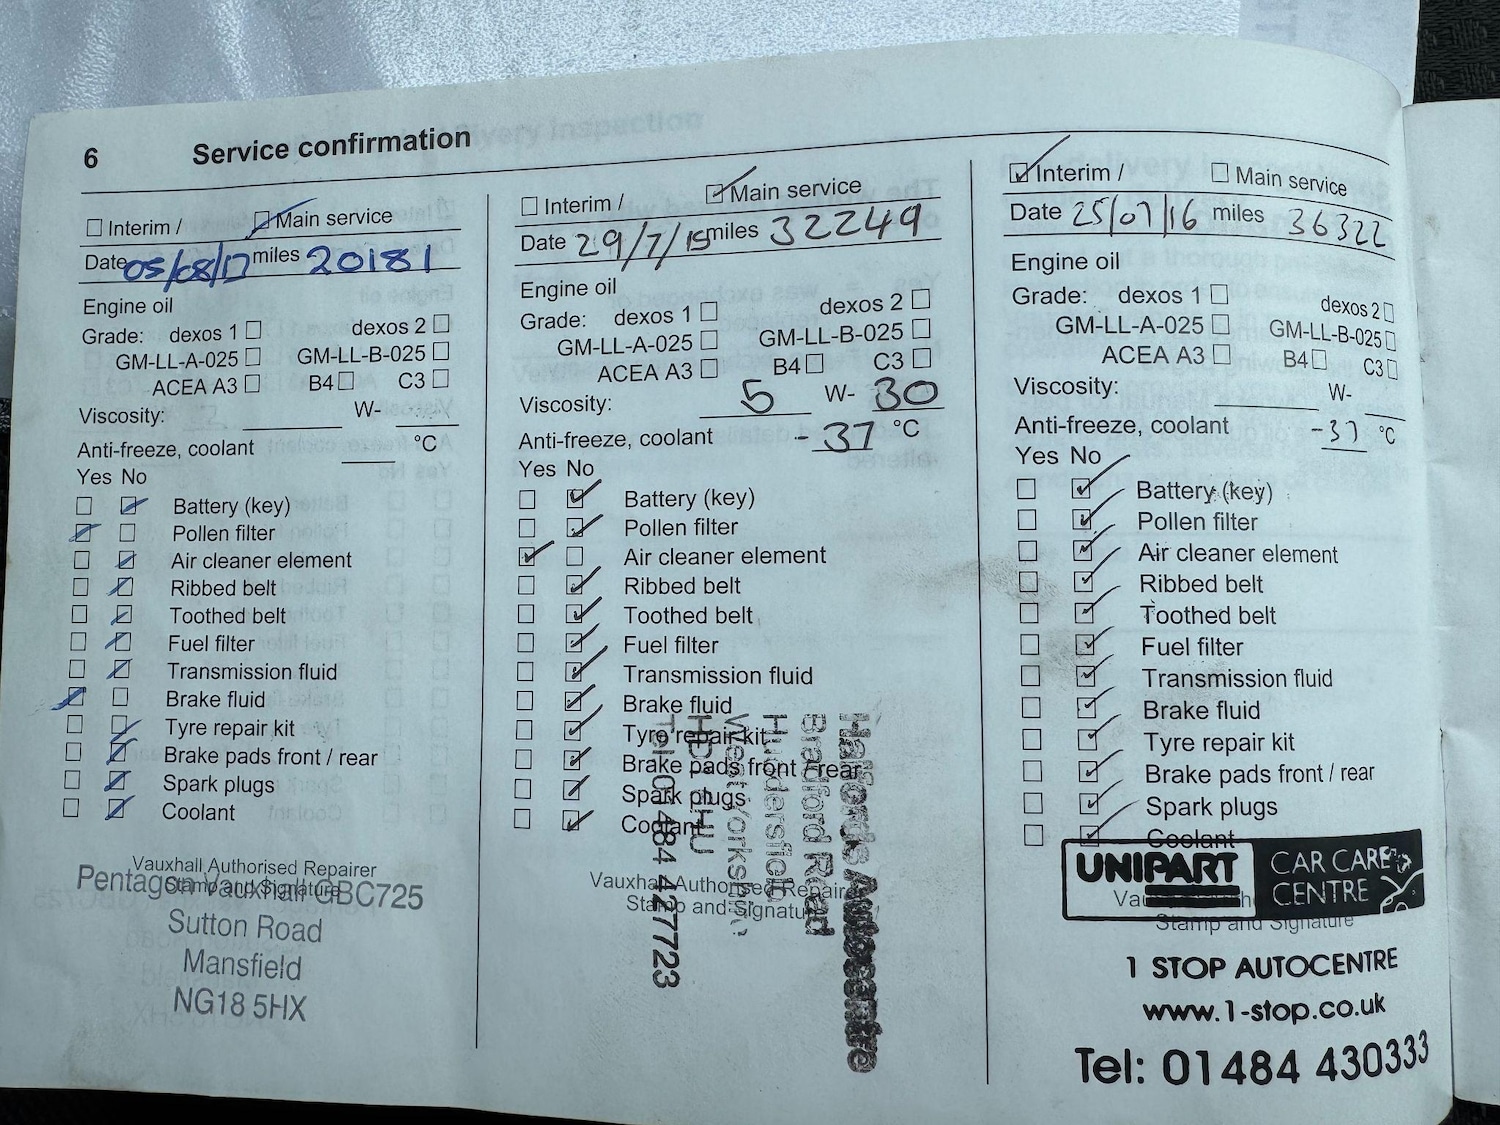 6 Service confirmation
Interim / Main service
Date 05/08/12 miles 20181
Engine oil
Grade: dexos 1 dexos 2
GM-LL-A-025 GM-LL-B-025
ACEA A3 B4 C3
Viscosity: W-
Anti-freeze, coolant °C
Yes No
Battery (key)
Pollen filter
Air cleaner element
Ribbed belt
Toothed belt
Fuel filter
Transmission fluid
Brake fluid
Tyre repair kit
Brake pads front / rear
Spark plugs
Coolant
Vauxhall Authorised Repairer
Stamp and Signature
Pentagon Vauxhall GBC725
Sutton Road
Mansfield
NG18 5HX
Interim / Main service
Date 29/7/15 miles 32249
Engine oil
Grade: dexos 1 dexos 2
GM-LL-A-025 GM-LL-B-025
ACEA A3 B4 C3
Viscosity: 5 W- 30
Anti-freeze, coolant -37 °C
Yes No
Battery (key)
Pollen filter
Air cleaner element
Ribbed belt
Toothed belt
Fuel filter
Transmission fluid
Brake fluid
Tyre repair kit
Brake pads front / rear
Spark plugs
Coolant
Vauxhall Authorised Repairer
Stamp and Signature
Halfords Autocentre
Bradford Road
Huddersfield
West Yorkshire
Tel: 01484 427723
Interim / Main service
Date 25/07/16 miles 36322
Engine oil
Grade: dexos 1 dexos 2
GM-LL-A-025 GM-LL-B-025
ACEA A3 B4 C3
Viscosity: W-
Anti-freeze, coolant -37 °C
Yes No
Battery (key)
Pollen filter
Air cleaner element
Ribbed belt
Toothed belt
Fuel filter
Transmission fluid
Brake fluid
Tyre repair kit
Brake pads front / rear
Spark plugs
Coolant
UNIPART CAR CARE
CENTRE
Stamp and Signature
1 STOP AUTOCENTRE
www.1-stop.co.uk
Tel: 01484 430333